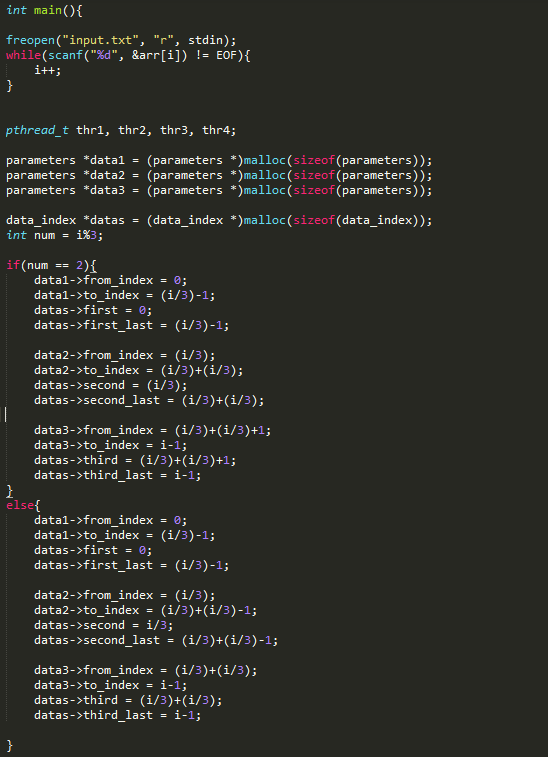 int main(){
freopen("input.txt", "r", stdin);
while(scanf("%d", &arr[i]) != EOF){
    i++;
}
pthread_t thr1, thr2, thr3, thr4;
parameters *data1 = (parameters *)malloc(sizeof(parameters));
parameters *data2 = (parameters *)malloc(sizeof(parameters));
parameters *data3 = (parameters *)malloc(sizeof(parameters));
data_index *datas = (data_index *)malloc(sizeof(data_index));
int num = i%3;
if(num == 2){
    data1->from_index = 0;
    data1->to_index = (i/3)-1;
    datas->first = 0;
    datas->first_last = (i/3)-1;
    data2->from_index = (i/3);
    data2->to_index = (i/3)+(i/3);
    datas->second = (i/3);
    datas->second_last = (i/3)+(i/3);
    data3->from_index = (i/3)+(i/3)+1;
    data3->to_index = i-1;
    datas->third = (i/3)+(i/3)+1;
    datas->third_last = i-1;
}
else{
    data1->from_index = 0;
    data1->to_index = (i/3)-1;
    datas->first = 0;
    datas->first_last = (i/3)-1;
    data2->from_index = (i/3);
    data2->to_index = (i/3)+(i/3)-1;
    datas->second = i/3;
    datas->second_last = (i/3)+(i/3)-1;
    data3->from_index = (i/3)+(i/3);
    data3->to_index = i-1;
    datas->third = (i/3)+(i/3);
    datas->third_last = i-1;
}